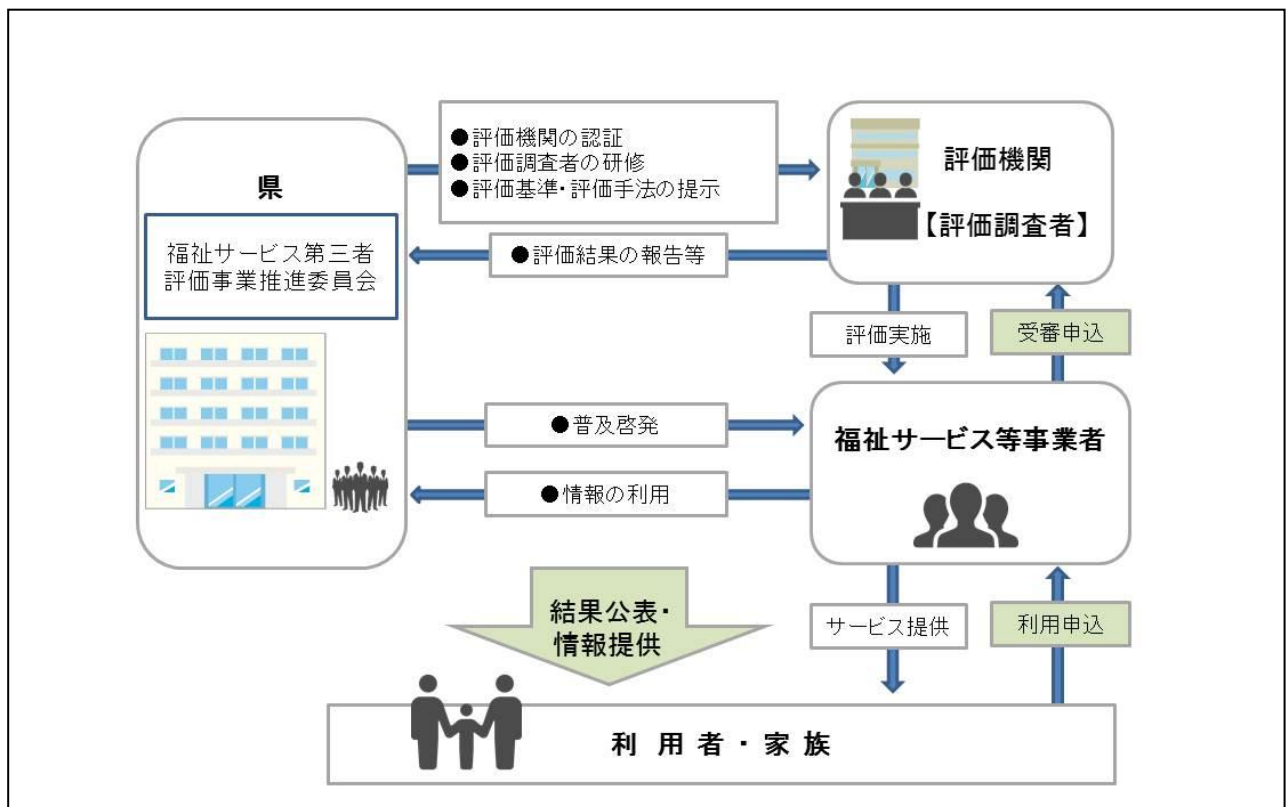 県
福祉サービス第三者
評価事業推進委員会
●評価機関の認証
●評価調査者の研修
●評価基準・評価手法の提示
●評価結果の報告等
評価機関
【評価調査者】
評価実施
受審申込
●普及啓発
●情報の利用
福祉サービス等事業者
結果公表・
情報提供
サービス提供
利用申込
利用者・家族